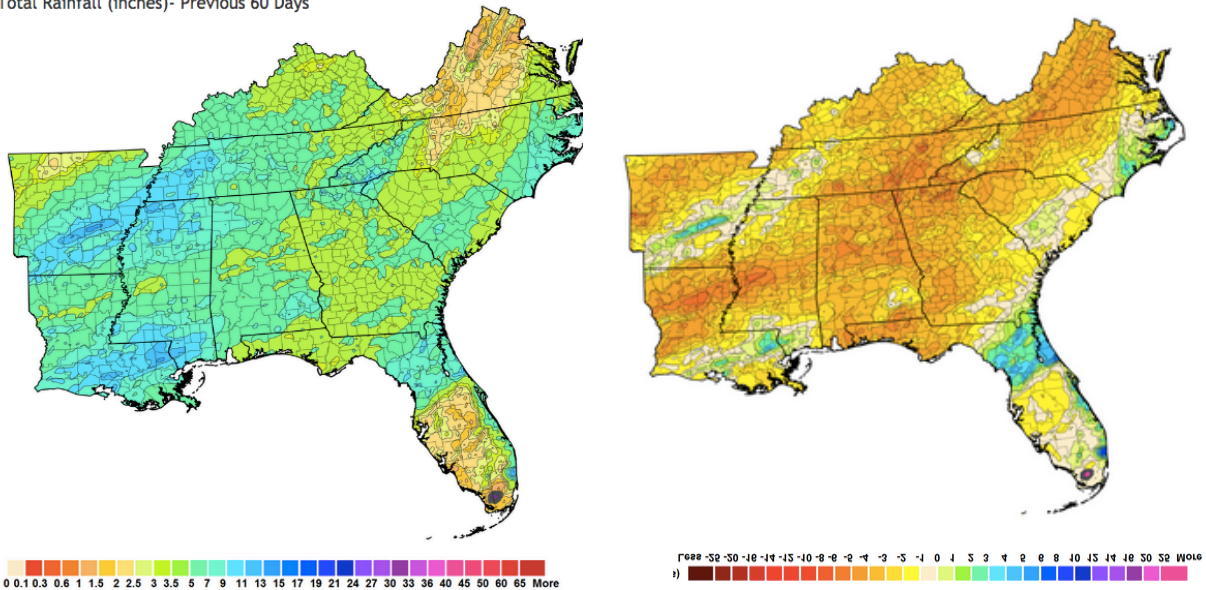 Total Rainfall (inches)- Previous 60 Days
Less -25 -20 -16 -14 -12 -10 -8 -6 -5 -4 -3 -2 -1 0 1 2 3 4 5 6 8 10 12 14 16 20 25 More
s)
0 0.1 0.3 0.6 1 1.5 2 2.5 3 3.5 5 7 9 11 13 15 17 19 21 24 27 30 33 36 40 45 50 60 65 More